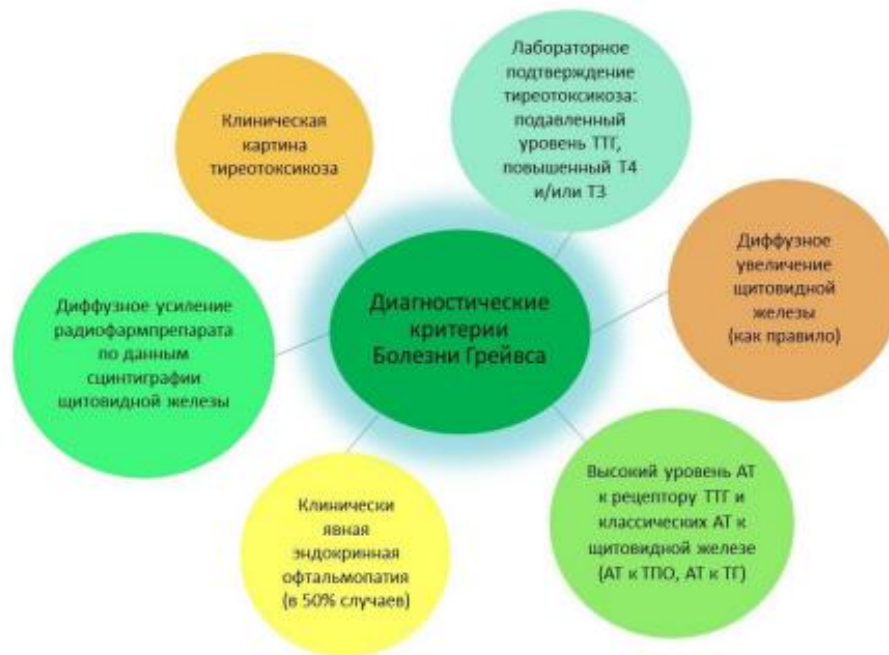 Лабораторное
подтверждение
тиреотоксикоза:
подавленный
уровень ТТГ,
повышенный Т4
и/или Т3
Клиническая
картина
тиреотоксикоза
Диффузное
увеличение
щитовидной
железы
(как правило)
Диагностические
критерии
Болезни Грейвса
Диффузное усиление
радиофармпрепарата
по данным
сцинтиграфии
щитовидной железы
Высокий уровень АТ
к рецептору ТТГ и
классических АТ к
щитовидной железе
(АТ к ТПО, АТ к ТГ)
Клинически
явная
эндокринная
офтальмопатия
(в 50% случаев)